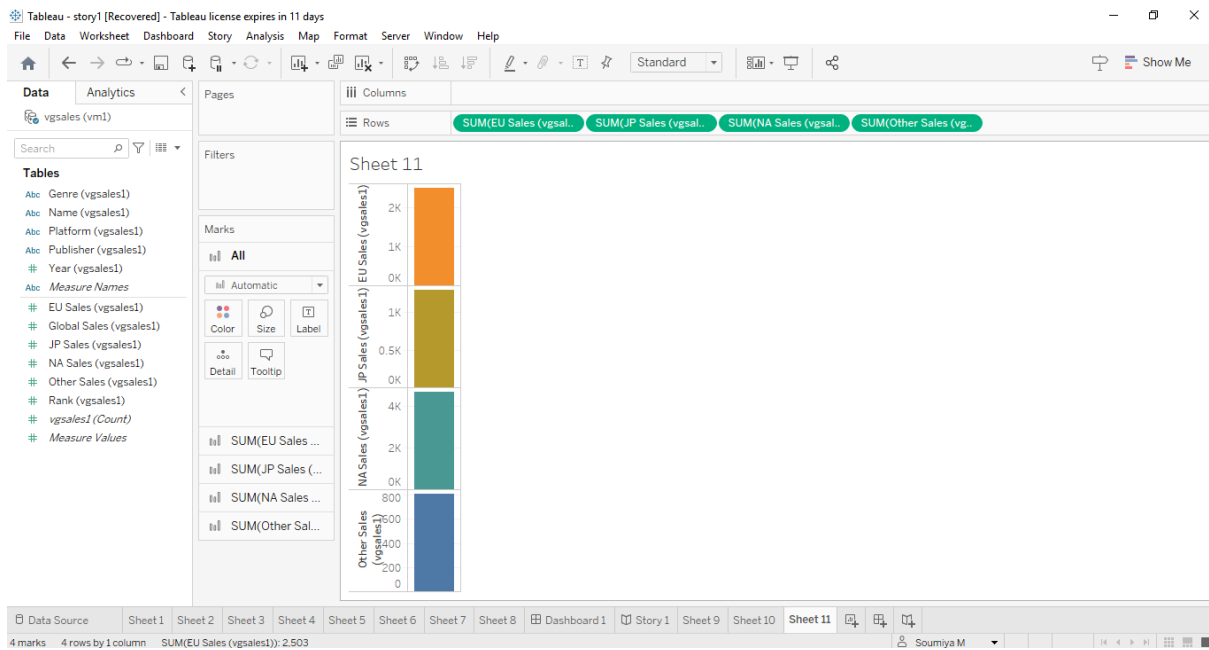 Tableau - story1 [Recovered] - Tableau license expires in 11 days
File Data Worksheet Dashboard Story Analysis Map Format Server Window Help
Standard
Show Me
Data Analytics
vgsales (vm1)
Search
Tables
Abc Genre (vgsales1)
Abc Name (vgsales1)
Abc Platform (vgsales1)
Abc Publisher (vgsales1)
# Year (vgsales1)
Abc Measure Names
# EU Sales (vgsales1)
# Global Sales (vgsales1)
# JP Sales (vgsales1)
# NA Sales (vgsales1)
# Other Sales (vgsales1)
# Rank (vgsales1)
# vgsales1 (Count)
# Measure Values
Pages
Filters
Marks
All
Automatic
Color Size Label
Detail Tooltip
SUM(EU Sales ...
SUM(JP Sales (...
SUM(NA Sales ...
SUM(Other Sal...
Columns
Rows SUM(EU Sales (vgsal.. SUM(JP Sales (vgsal.. SUM(NA Sales (vgsal.. SUM(Other Sales (vg..
Sheet 11
EU Sales (vgsales1)
2K
1K
0K
JP Sales (vgsales1)
1K
0.5K
0K
NA Sales (vgsales1)
4K
2K
0K
Other Sales
(vgsales1)
800
600
400
200
0
Data Source Sheet 1 Sheet 2 Sheet 3 Sheet 4 Sheet 5 Sheet 6 Sheet 7 Sheet 8 Dashboard 1 Story 1 Sheet 9 Sheet 10 Sheet 11
4 marks 4 rows by 1 column SUM(EU Sales (vgsales1)): 2,503
Soumiya M